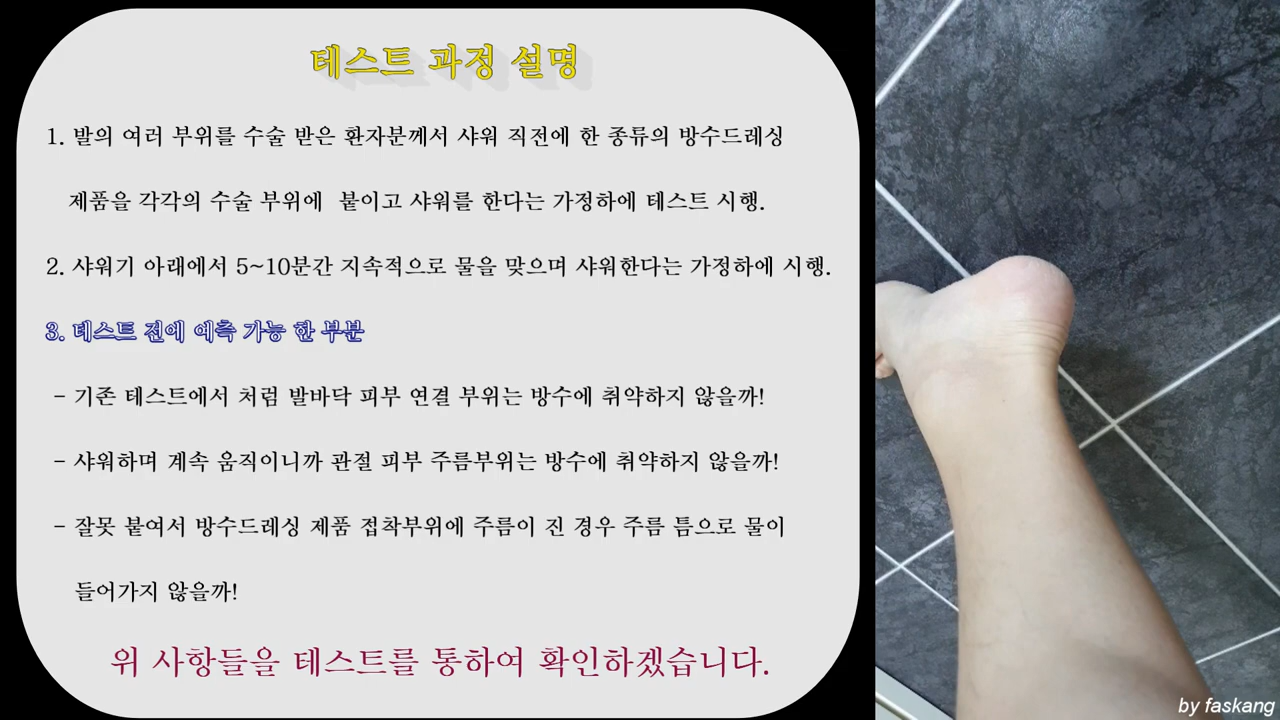 테스트 과정 설명
1. 발의 여러 부위를 수술 받은 환자분께서 샤워 직전에 한 종류의 방수드레싱
제품을 각각의 수술 부위에 붙이고 샤워를 한다는 가정하에 테스트 시행.
2. 샤워기 아래에서 5~10분간 지속적으로 물을 맞으며 샤워한다는 가정하에 시행.
3. 테스트 전에 예측 가능 한 부분
- 기존 테스트에서 처럼 발바닥 피부 연결 부위는 방수에 취약하지 않을까!
- 샤워하며 계속 움직이니까 관절 피부 주름부위는 방수에 취약하지 않을까!
- 잘못 붙여서 방수드레싱 제품 접착부위에 주름이 진 경우 주름 틈으로 물이
들어가지 않을까!
위 사항들을 테스트를 통하여 확인하겠습니다.
by faskang